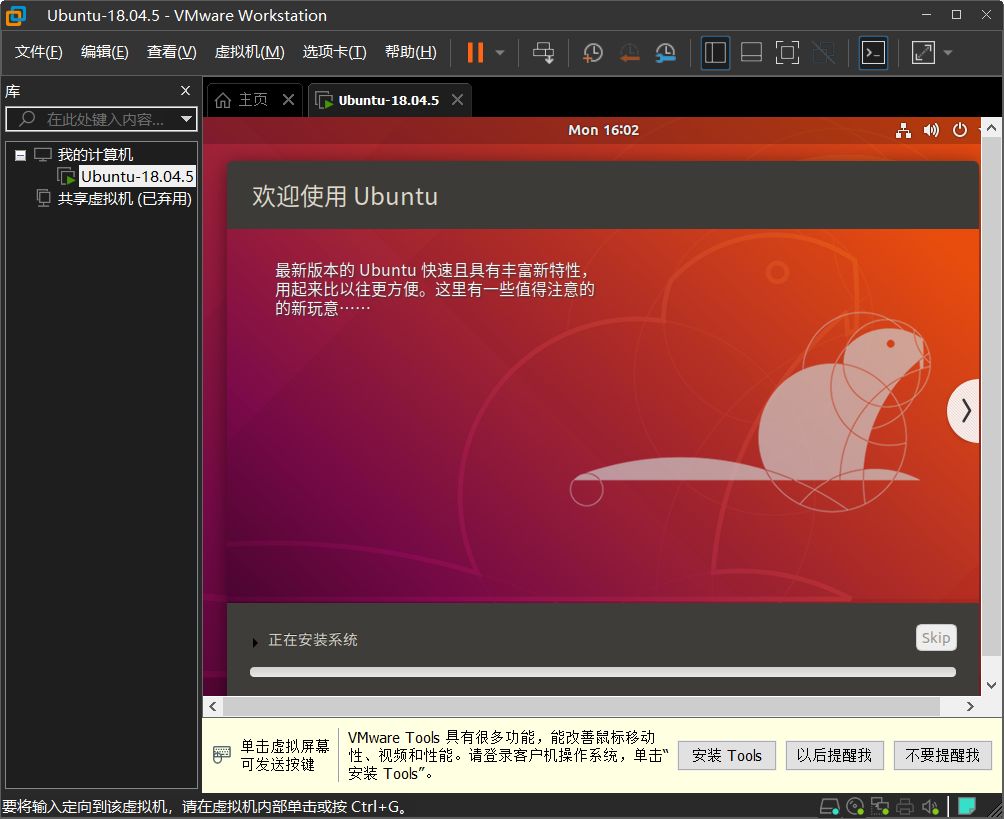 Ubuntu-18.04.5 - VMware Workstation
文件(F) 编辑(E) 查看(V) 虚拟机(M) 选项卡(T) 帮助(H)
库
在此处键入内容...
我的计算机
Ubuntu-18.04.5
共享虚拟机 (已弃用)
主页
Ubuntu-18.04.5
Mon 16:02
欢迎使用 Ubuntu
最新版本的 Ubuntu 快速且具有丰富新特性，
用起来比以往更方便。这里有一些值得注意的
的新玩意……
正在安装系统
Skip
单击虚拟屏幕
可发送按键
VMware Tools 具有很多功能，能改善鼠标移动
性、视频和性能。请登录客户机操作系统，单击“
安装 Tools”。
安装 Tools
以后提醒我
不要提醒我
要将输入定向到该虚拟机，请在虚拟机内部单击或按 Ctrl+G。